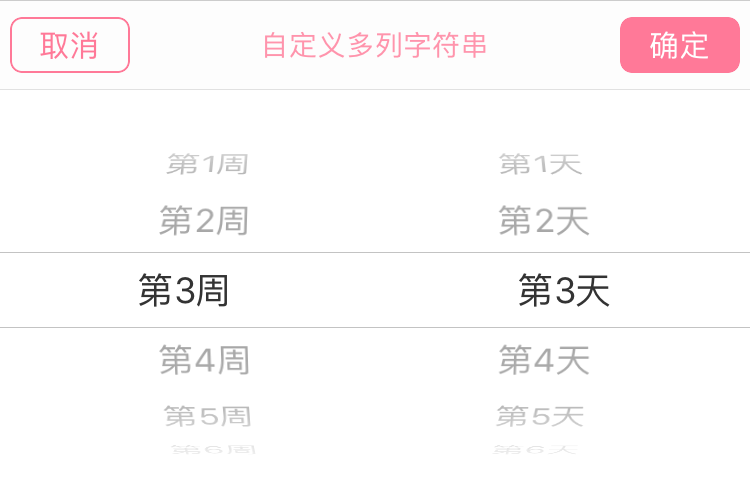 取消 自定义多列字符串 确定
第1周 第1天
第2周 第2天
第3周 第3天
第4周 第4天
第5周 第5天
第6周 第6天